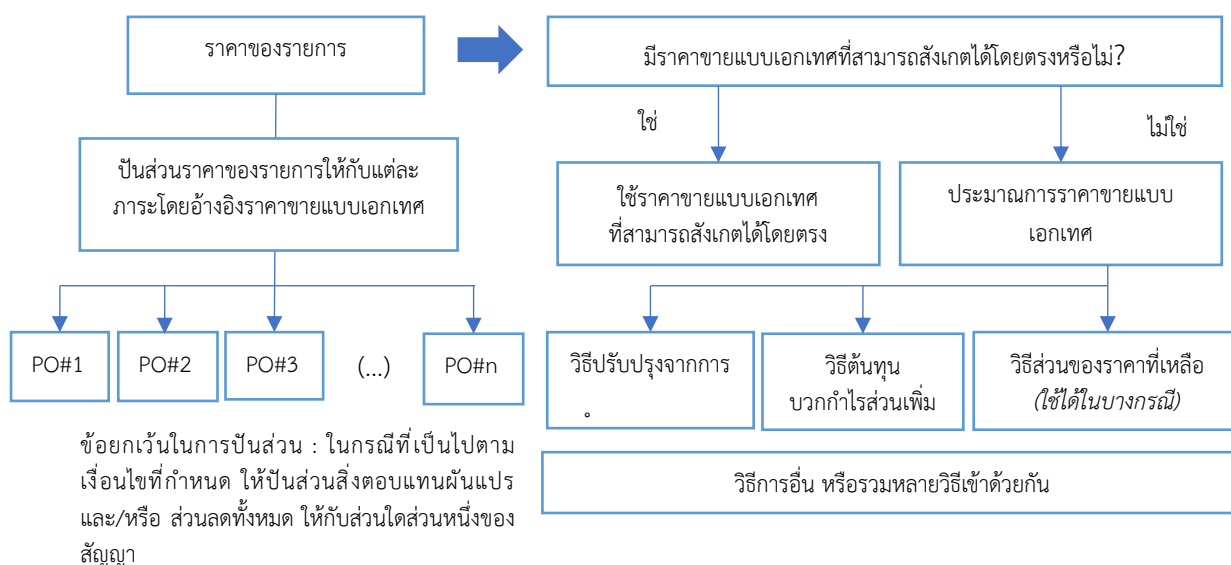 ราคาของรายการ
มีราคาขายแบบเอกเทศที่สามารถสังเกตได้โดยตรงหรือไม่?
ใช่
ไม่ใช่
ปันส่วนราคาของรายการให้กับแต่ละ
ภาระโดยอ้างอิงราคาขายแบบเอกเทศ
ใช้ราคาขายแบบเอกเทศ
ที่สามารถสังเกตได้โดยตรง
ประมาณการราคาขายแบบ
เอกเทศ
PO#1
PO#2
PO#3
(...)
PO#n
วิธีปรับปรุงจากการ
วิธีต้นทุน
บวกกำไรส่วนเพิ่ม
วิธีส่วนของราคาที่เหลือ
(ใช้ได้ในบางกรณี)
ข้อยกเว้นในการปันส่วน : ในกรณีที่เป็นไปตาม
เงื่อนไขที่กำหนด ให้ปันส่วนสิ่งตอบแทนผันแปร
และ/หรือ ส่วนลดทั้งหมด ให้กับส่วนใดส่วนหนึ่งของ
สัญญา
วิธีการอื่น หรือรวมหลายวิธีเข้าด้วยกัน